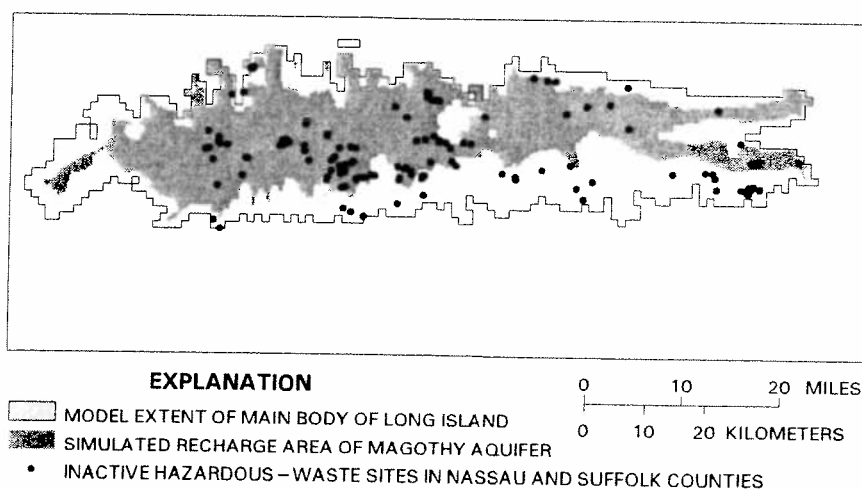 EXPLANATION
0 10 20 MILES
MODEL EXTENT OF MAIN BODY OF LONG ISLAND
0 10 20 KILOMETERS
SIMULATED RECHARGE AREA OF MAGOTHY AQUIFER
INACTIVE HAZARDOUS–WASTE SITES IN NASSAU AND SUFFOLK COUNTIES